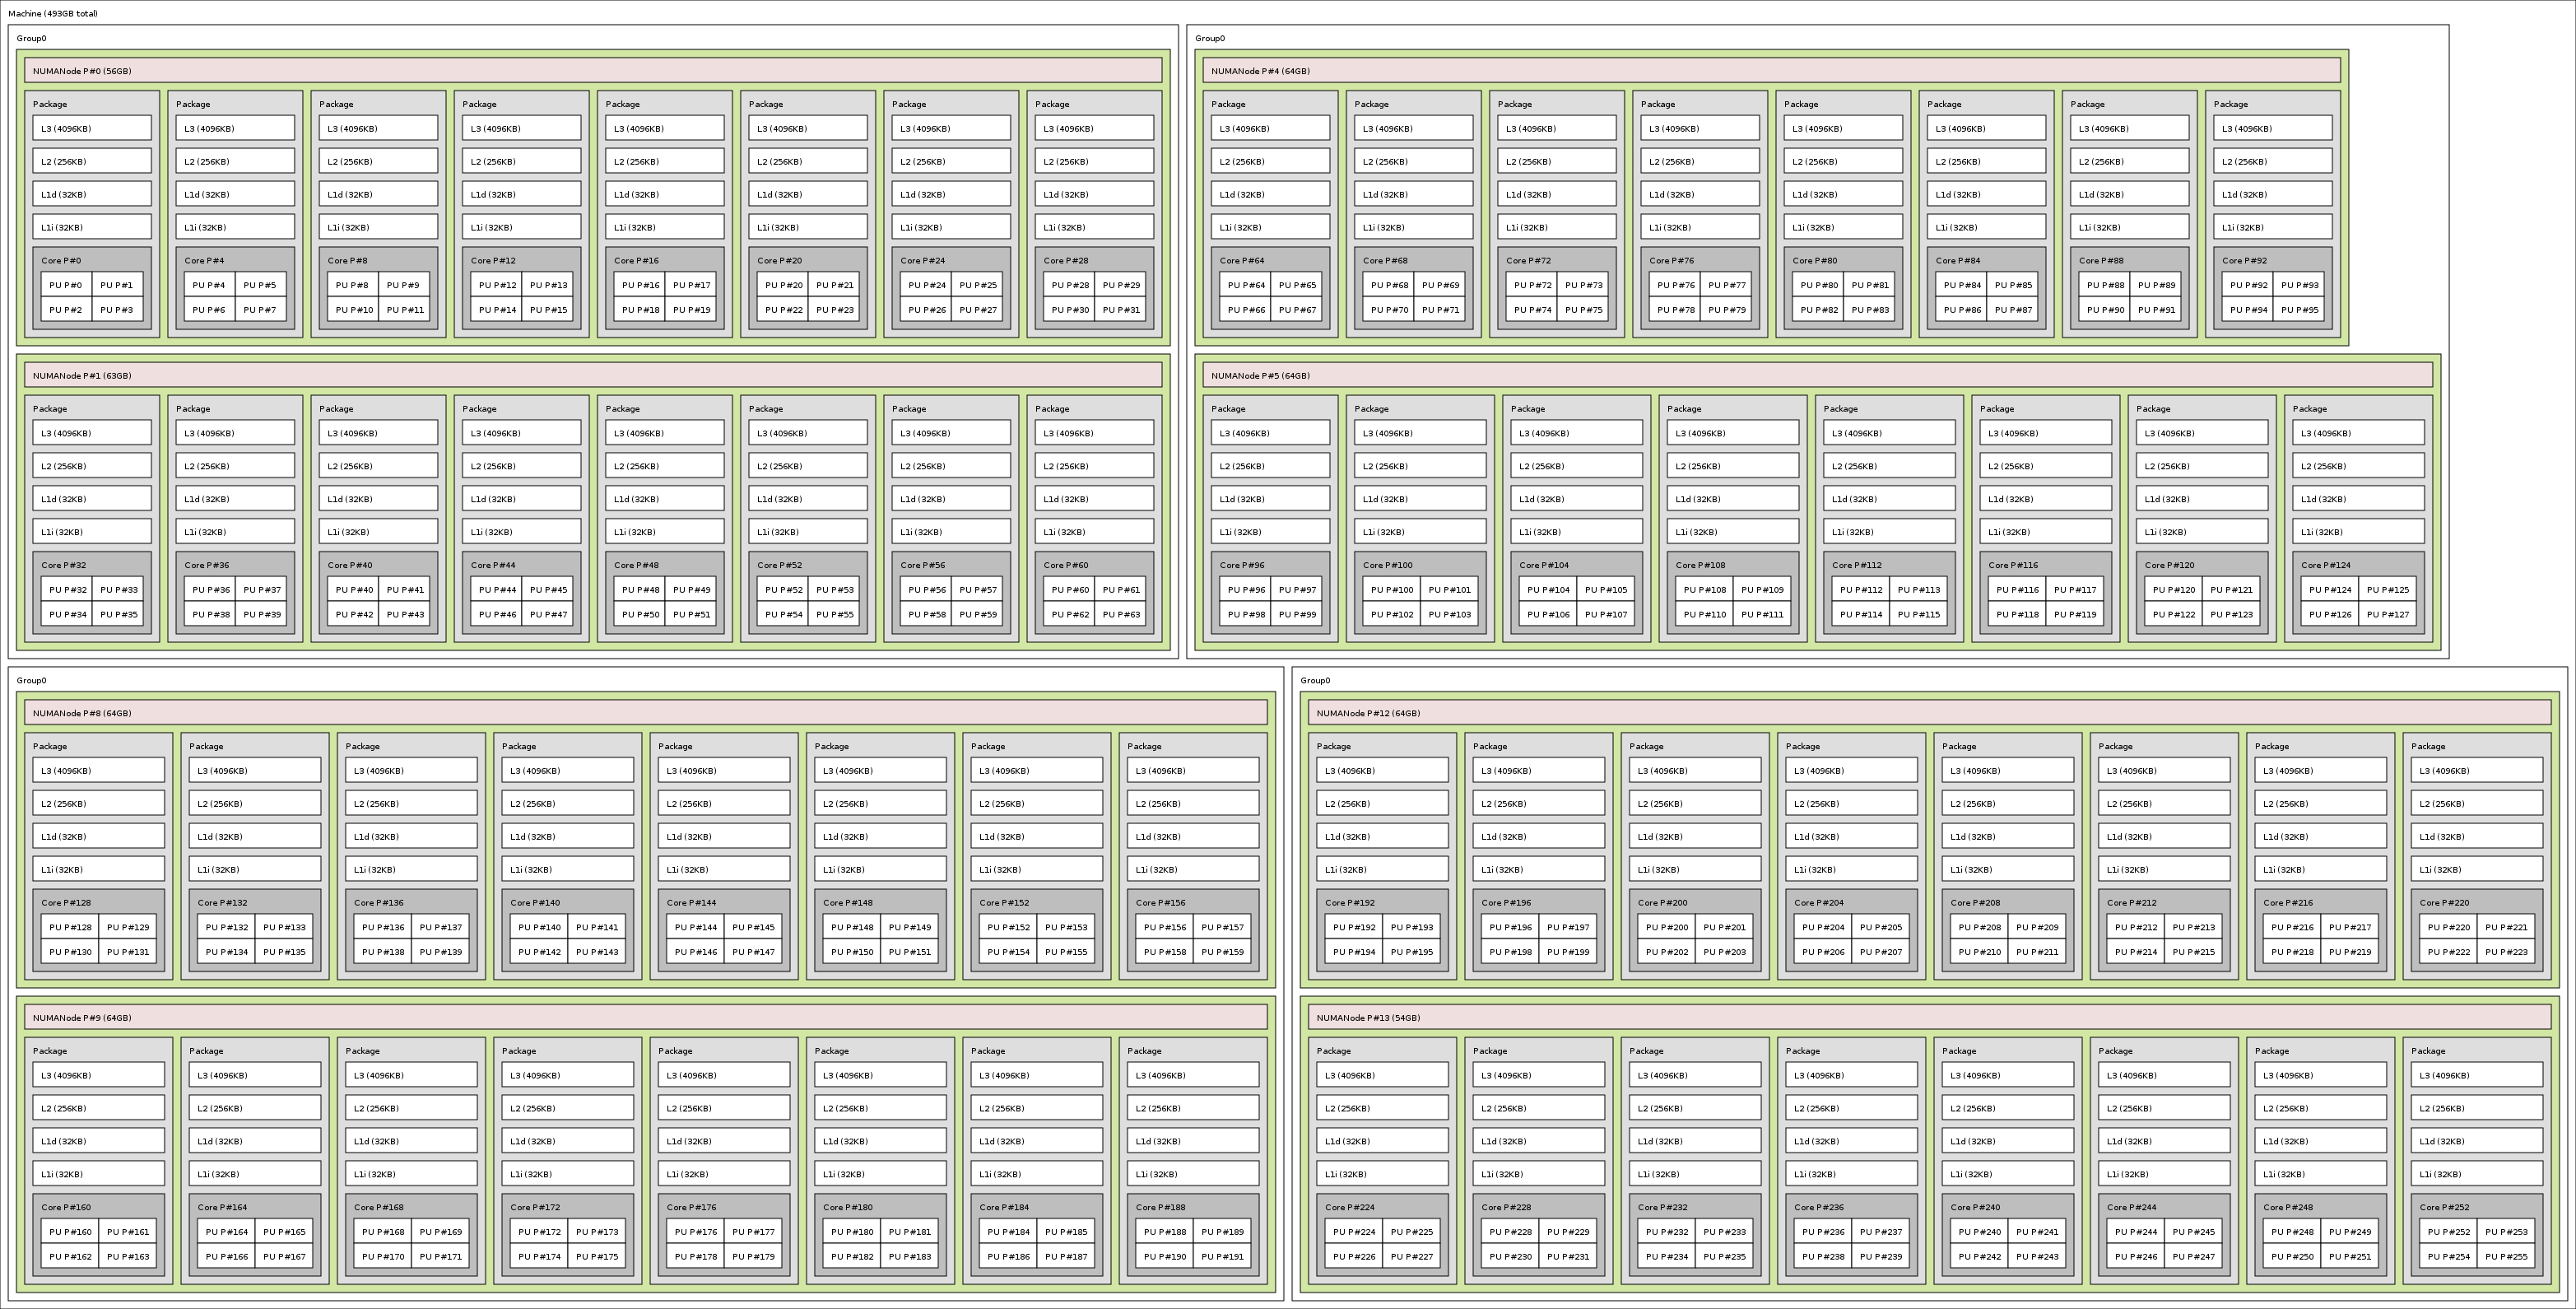 Machine (493GB total)
Group0
NUMANode P#0 (56GB)
Package Package Package Package Package Package Package Package
L3 (4096KB) L3 (4096KB) L3 (4096KB) L3 (4096KB) L3 (4096KB) L3 (4096KB) L3 (4096KB) L3 (4096KB)
L2 (256KB) L2 (256KB) L2 (256KB) L2 (256KB) L2 (256KB) L2 (256KB) L2 (256KB) L2 (256KB)
L1d (32KB) L1d (32KB) L1d (32KB) L1d (32KB) L1d (32KB) L1d (32KB) L1d (32KB) L1d (32KB)
L1i (32KB) L1i (32KB) L1i (32KB) L1i (32KB) L1i (32KB) L1i (32KB) L1i (32KB) L1i (32KB)
Core P#0 Core P#4 Core P#8 Core P#12 Core P#16 Core P#20 Core P#24 Core P#28
PU P#0 PU P#1 PU P#4 PU P#5 PU P#8 PU P#9 PU P#12 PU P#13 PU P#16 PU P#17 PU P#20 PU P#21 PU P#24 PU P#25 PU P#28 PU P#29
PU P#2 PU P#3 PU P#6 PU P#7 PU P#10 PU P#11 PU P#14 PU P#15 PU P#18 PU P#19 PU P#22 PU P#23 PU P#26 PU P#27 PU P#30 PU P#31
NUMANode P#1 (63GB)
Package Package Package Package Package Package Package Package
L3 (4096KB) L3 (4096KB) L3 (4096KB) L3 (4096KB) L3 (4096KB) L3 (4096KB) L3 (4096KB) L3 (4096KB)
L2 (256KB) L2 (256KB) L2 (256KB) L2 (256KB) L2 (256KB) L2 (256KB) L2 (256KB) L2 (256KB)
L1d (32KB) L1d (32KB) L1d (32KB) L1d (32KB) L1d (32KB) L1d (32KB) L1d (32KB) L1d (32KB)
L1i (32KB) L1i (32KB) L1i (32KB) L1i (32KB) L1i (32KB) L1i (32KB) L1i (32KB) L1i (32KB)
Core P#32 Core P#36 Core P#40 Core P#44 Core P#48 Core P#52 Core P#56 Core P#60
PU P#32 PU P#33 PU P#36 PU P#37 PU P#40 PU P#41 PU P#44 PU P#45 PU P#48 PU P#49 PU P#52 PU P#53 PU P#56 PU P#57 PU P#60 PU P#61
PU P#34 PU P#35 PU P#38 PU P#39 PU P#42 PU P#43 PU P#46 PU P#47 PU P#50 PU P#51 PU P#54 PU P#55 PU P#58 PU P#59 PU P#62 PU P#63
Group0
NUMANode P#4 (64GB)
Package Package Package Package Package Package Package Package
L3 (4096KB) L3 (4096KB) L3 (4096KB) L3 (4096KB) L3 (4096KB) L3 (4096KB) L3 (4096KB) L3 (4096KB)
L2 (256KB) L2 (256KB) L2 (256KB) L2 (256KB) L2 (256KB) L2 (256KB) L2 (256KB) L2 (256KB)
L1d (32KB) L1d (32KB) L1d (32KB) L1d (32KB) L1d (32KB) L1d (32KB) L1d (32KB) L1d (32KB)
L1i (32KB) L1i (32KB) L1i (32KB) L1i (32KB) L1i (32KB) L1i (32KB) L1i (32KB) L1i (32KB)
Core P#64 Core P#68 Core P#72 Core P#76 Core P#80 Core P#84 Core P#88 Core P#92
PU P#64 PU P#65 PU P#68 PU P#69 PU P#72 PU P#73 PU P#76 PU P#77 PU P#80 PU P#81 PU P#84 PU P#85 PU P#88 PU P#89 PU P#92 PU P#93
PU P#66 PU P#67 PU P#70 PU P#71 PU P#74 PU P#75 PU P#78 PU P#79 PU P#82 PU P#83 PU P#86 PU P#87 PU P#90 PU P#91 PU P#94 PU P#95
NUMANode P#5 (64GB)
Package Package Package Package Package Package Package Package
L3 (4096KB) L3 (4096KB) L3 (4096KB) L3 (4096KB) L3 (4096KB) L3 (4096KB) L3 (4096KB) L3 (4096KB)
L2 (256KB) L2 (256KB) L2 (256KB) L2 (256KB) L2 (256KB) L2 (256KB) L2 (256KB) L2 (256KB)
L1d (32KB) L1d (32KB) L1d (32KB) L1d (32KB) L1d (32KB) L1d (32KB) L1d (32KB) L1d (32KB)
L1i (32KB) L1i (32KB) L1i (32KB) L1i (32KB) L1i (32KB) L1i (32KB) L1i (32KB) L1i (32KB)
Core P#96 Core P#100 Core P#104 Core P#108 Core P#112 Core P#116 Core P#120 Core P#124
PU P#96 PU P#97 PU P#100 PU P#101 PU P#104 PU P#105 PU P#108 PU P#109 PU P#112 PU P#113 PU P#116 PU P#117 PU P#120 PU P#121 PU P#124 PU P#125
PU P#98 PU P#99 PU P#102 PU P#103 PU P#106 PU P#107 PU P#110 PU P#111 PU P#114 PU P#115 PU P#118 PU P#119 PU P#122 PU P#123 PU P#126 PU P#127
Group0
NUMANode P#8 (64GB)
Package Package Package Package Package Package Package Package
L3 (4096KB) L3 (4096KB) L3 (4096KB) L3 (4096KB) L3 (4096KB) L3 (4096KB) L3 (4096KB) L3 (4096KB)
L2 (256KB) L2 (256KB) L2 (256KB) L2 (256KB) L2 (256KB) L2 (256KB) L2 (256KB) L2 (256KB)
L1d (32KB) L1d (32KB) L1d (32KB) L1d (32KB) L1d (32KB) L1d (32KB) L1d (32KB) L1d (32KB)
L1i (32KB) L1i (32KB) L1i (32KB) L1i (32KB) L1i (32KB) L1i (32KB) L1i (32KB) L1i (32KB)
Core P#128 Core P#132 Core P#136 Core P#140 Core P#144 Core P#148 Core P#152 Core P#156
PU P#128 PU P#129 PU P#132 PU P#133 PU P#136 PU P#137 PU P#140 PU P#141 PU P#144 PU P#145 PU P#148 PU P#149 PU P#152 PU P#153 PU P#156 PU P#157
PU P#130 PU P#131 PU P#134 PU P#135 PU P#138 PU P#139 PU P#142 PU P#143 PU P#146 PU P#147 PU P#150 PU P#151 PU P#154 PU P#155 PU P#158 PU P#159
NUMANode P#9 (64GB)
Package Package Package Package Package Package Package Package
L3 (4096KB) L3 (4096KB) L3 (4096KB) L3 (4096KB) L3 (4096KB) L3 (4096KB) L3 (4096KB) L3 (4096KB)
L2 (256KB) L2 (256KB) L2 (256KB) L2 (256KB) L2 (256KB) L2 (256KB) L2 (256KB) L2 (256KB)
L1d (32KB) L1d (32KB) L1d (32KB) L1d (32KB) L1d (32KB) L1d (32KB) L1d (32KB) L1d (32KB)
L1i (32KB) L1i (32KB) L1i (32KB) L1i (32KB) L1i (32KB) L1i (32KB) L1i (32KB) L1i (32KB)
Core P#160 Core P#164 Core P#168 Core P#172 Core P#176 Core P#180 Core P#184 Core P#188
PU P#160 PU P#161 PU P#164 PU P#165 PU P#168 PU P#169 PU P#172 PU P#173 PU P#176 PU P#177 PU P#180 PU P#181 PU P#184 PU P#185 PU P#188 PU P#189
PU P#162 PU P#163 PU P#166 PU P#167 PU P#170 PU P#171 PU P#174 PU P#175 PU P#178 PU P#179 PU P#182 PU P#183 PU P#186 PU P#187 PU P#190 PU P#191
Group0
NUMANode P#12 (64GB)
Package Package Package Package Package Package Package Package
L3 (4096KB) L3 (4096KB) L3 (4096KB) L3 (4096KB) L3 (4096KB) L3 (4096KB) L3 (4096KB) L3 (4096KB)
L2 (256KB) L2 (256KB) L2 (256KB) L2 (256KB) L2 (256KB) L2 (256KB) L2 (256KB) L2 (256KB)
L1d (32KB) L1d (32KB) L1d (32KB) L1d (32KB) L1d (32KB) L1d (32KB) L1d (32KB) L1d (32KB)
L1i (32KB) L1i (32KB) L1i (32KB) L1i (32KB) L1i (32KB) L1i (32KB) L1i (32KB) L1i (32KB)
Core P#192 Core P#196 Core P#200 Core P#204 Core P#208 Core P#212 Core P#216 Core P#220
PU P#192 PU P#193 PU P#196 PU P#197 PU P#200 PU P#201 PU P#204 PU P#205 PU P#208 PU P#209 PU P#212 PU P#213 PU P#216 PU P#217 PU P#220 PU P#221
PU P#194 PU P#195 PU P#198 PU P#199 PU P#202 PU P#203 PU P#206 PU P#207 PU P#210 PU P#211 PU P#214 PU P#215 PU P#218 PU P#219 PU P#222 PU P#223
NUMANode P#13 (54GB)
Package Package Package Package Package Package Package Package
L3 (4096KB) L3 (4096KB) L3 (4096KB) L3 (4096KB) L3 (4096KB) L3 (4096KB) L3 (4096KB) L3 (4096KB)
L2 (256KB) L2 (256KB) L2 (256KB) L2 (256KB) L2 (256KB) L2 (256KB) L2 (256KB) L2 (256KB)
L1d (32KB) L1d (32KB) L1d (32KB) L1d (32KB) L1d (32KB) L1d (32KB) L1d (32KB) L1d (32KB)
L1i (32KB) L1i (32KB) L1i (32KB) L1i (32KB) L1i (32KB) L1i (32KB) L1i (32KB) L1i (32KB)
Core P#224 Core P#228 Core P#232 Core P#236 Core P#240 Core P#244 Core P#248 Core P#252
PU P#224 PU P#225 PU P#228 PU P#229 PU P#232 PU P#233 PU P#236 PU P#237 PU P#240 PU P#241 PU P#244 PU P#245 PU P#248 PU P#249 PU P#252 PU P#253
PU P#226 PU P#227 PU P#230 PU P#231 PU P#234 PU P#235 PU P#238 PU P#239 PU P#242 PU P#243 PU P#246 PU P#247 PU P#250 PU P#251 PU P#254 PU P#255